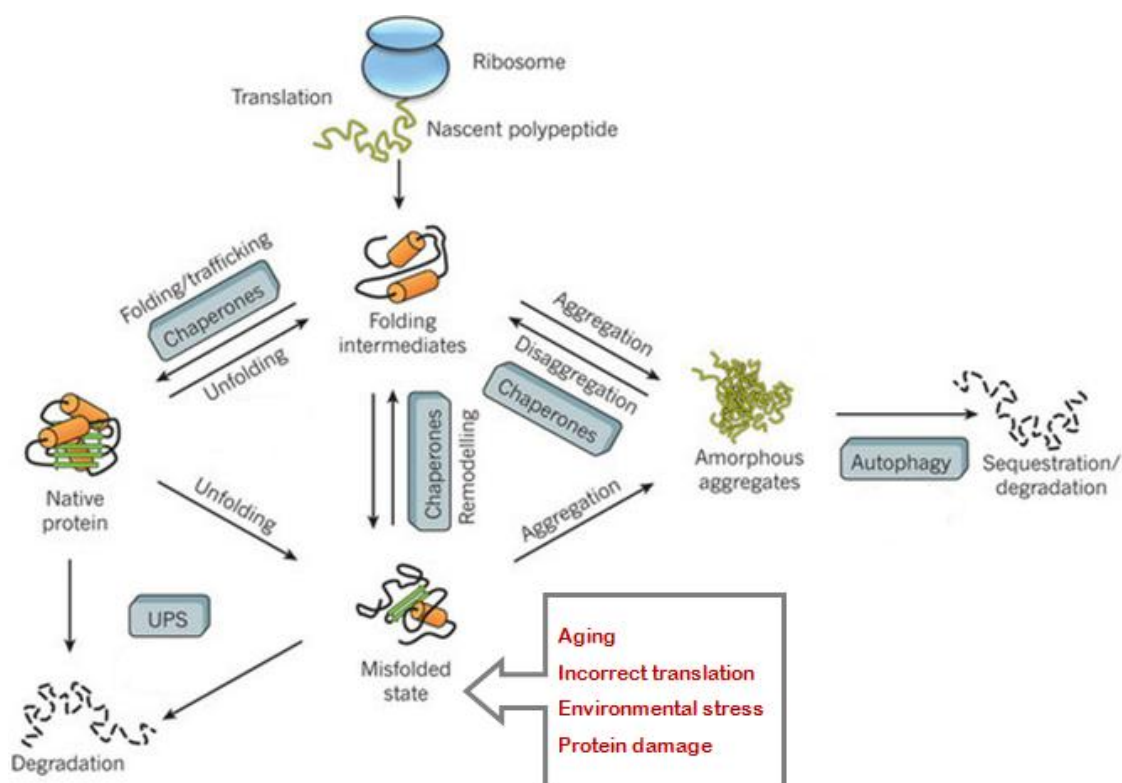 Ribosome
Translation
Nascent polypeptide
Folding/trafficking
Chaperones
Unfolding
Folding
intermediates
Aggregation
Disaggregation
Chaperones
Chaperones
Remodelling
Native
protein
Unfolding
Aggregation
Amorphous
aggregates
Autophagy
Sequestration/
degradation
UPS
Misfolded
state
Aging
Incorrect translation
Environmental stress
Protein damage
Degradation